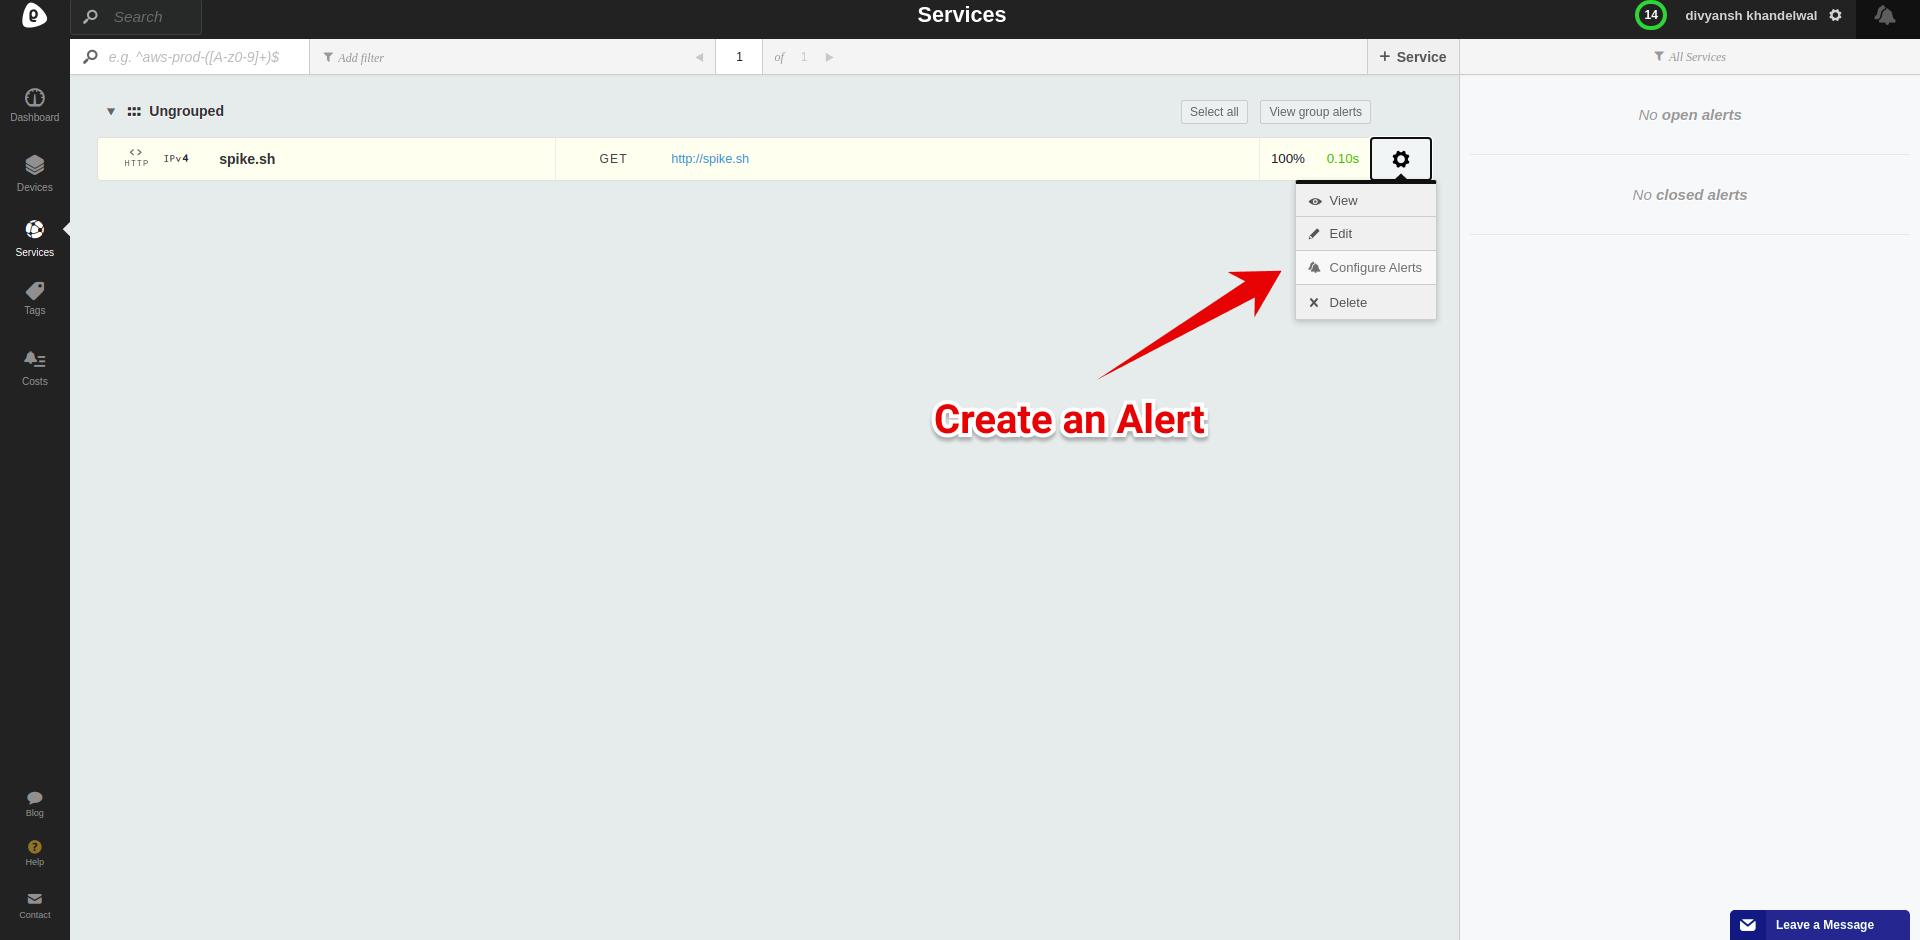 Search
Services
14
divyansh khandelwal
e.g. ^aws-prod-([A-z0-9]+)$
Add filter
1
of 1
+ Service
All Services
Dashboard
Devices
Services
Tags
Costs
Blog
Help
Contact
Ungrouped
Select all
View group alerts
HTTP
IPv4
spike.sh
GET
http://spike.sh
100%
0.10s
View
Edit
Configure Alerts
Delete
Create an Alert
No open alerts
No closed alerts
Leave a Message